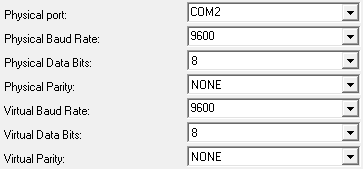 Physical port: COM2
Physical Baud Rate: 9600
Physical Data Bits: 8
Physical Parity: NONE
Virtual Baud Rate: 9600
Virtual Data Bits: 8
Virtual Parity: NONE